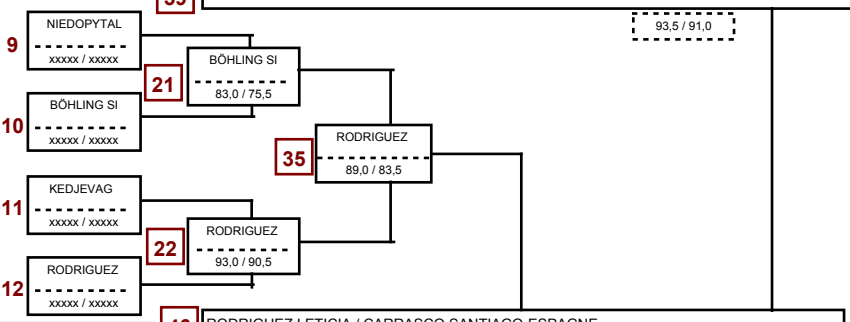 93,5 / 91,0
9
NIEDOPYTAL
xxxxx / xxxxx
21
BÖHLING SI
83,0 / 75,5
10
BÖHLING SI
xxxxx / xxxxx
35
RODRIGUEZ
89,0 / 83,5
11
KEDJEVAG
xxxxx / xxxxx
22
RODRIGUEZ
93,0 / 90,5
12
RODRIGUEZ
xxxxx / xxxxx